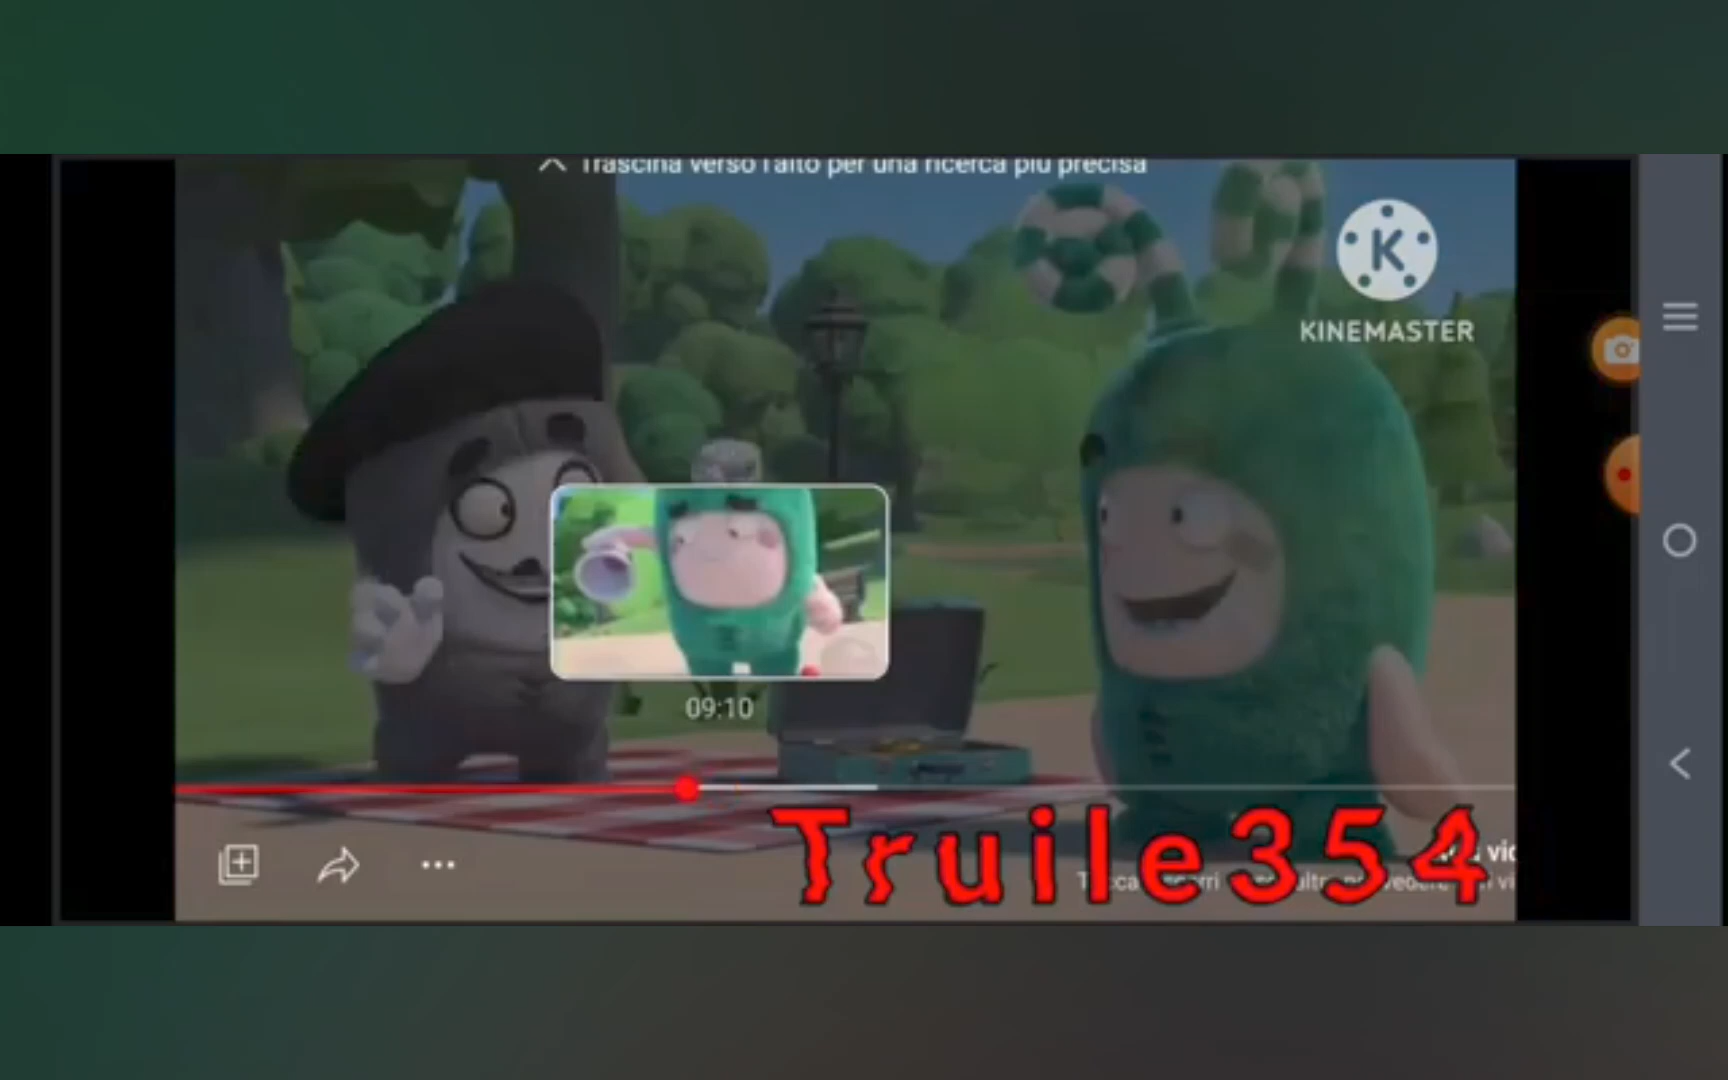 Trascina verso l'alto per una ricerca più precisa
K
KINEMASTER
09:10
Truile354